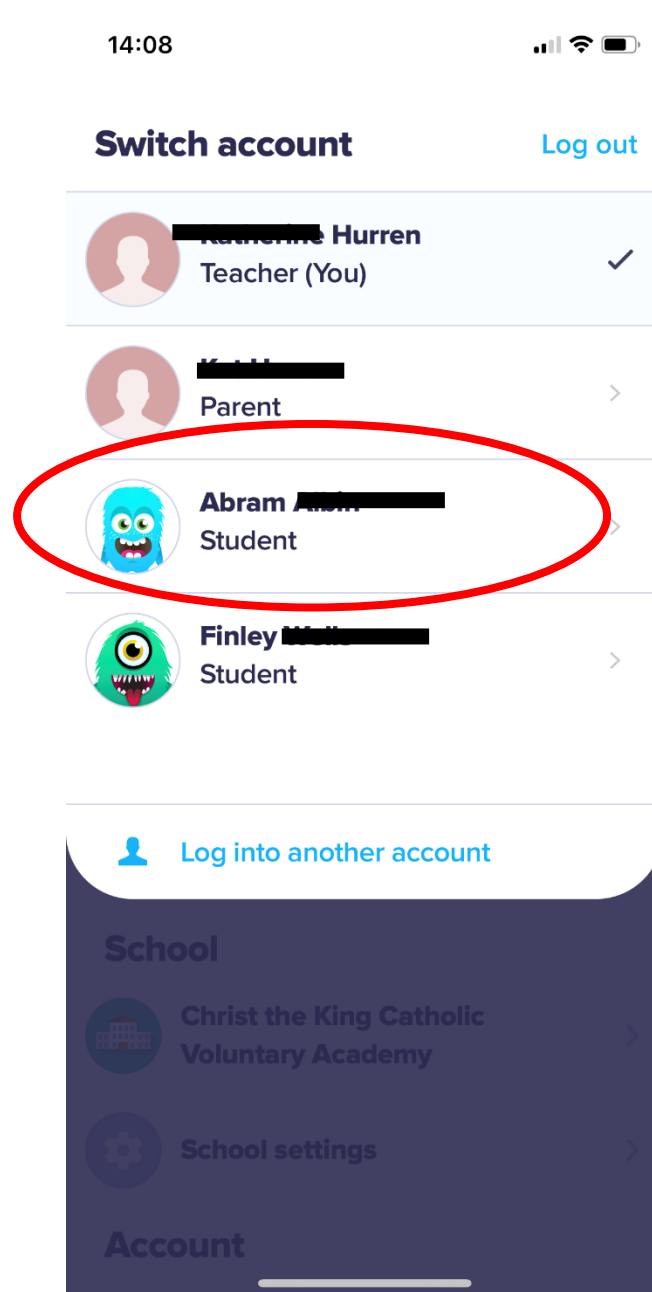 14:08
Switch account
Log out
Hurren
Teacher (You)
Parent
Abram
Student
Finley
Student
Log into another account
School
Christ the King Catholic
Voluntary Academy
School settings
Account